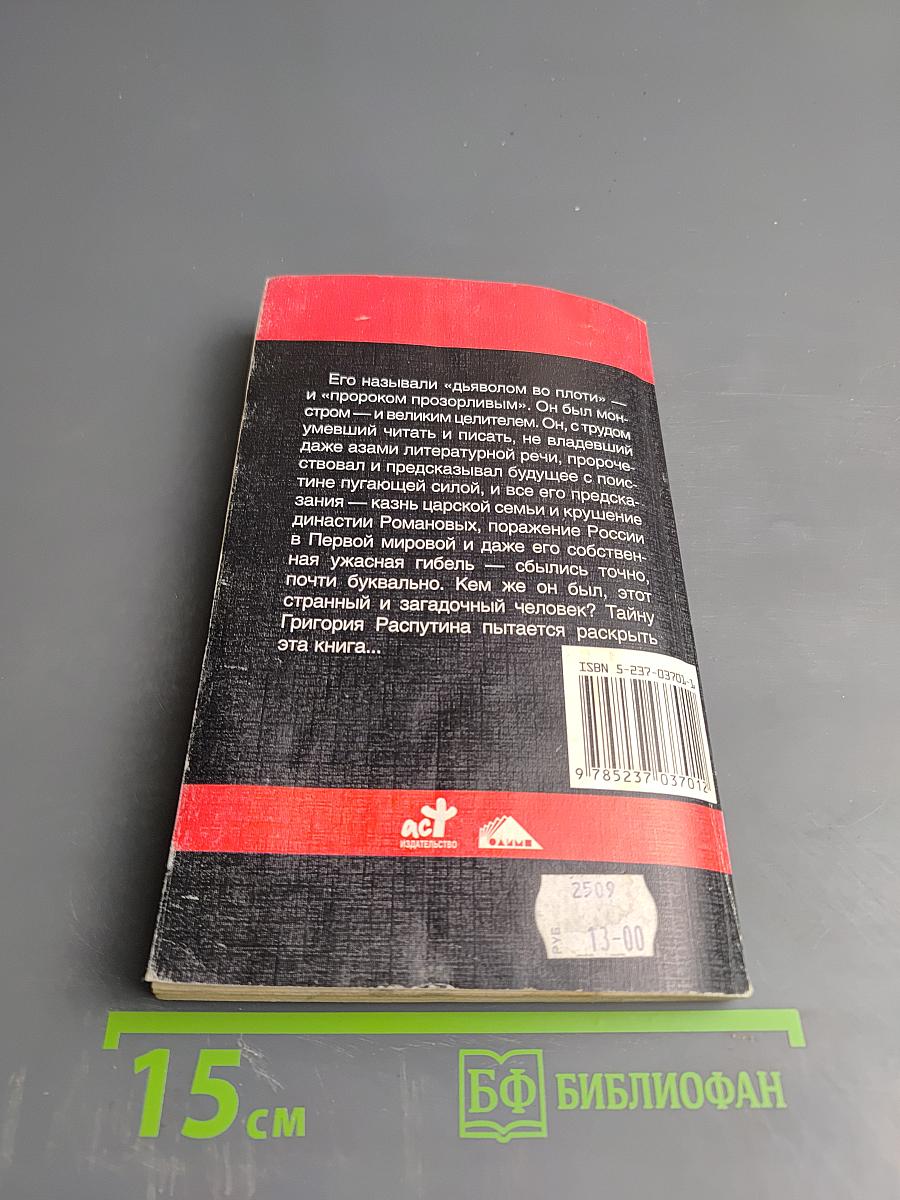 Его называли «дьяволом во плоти» —
и «пророком прозорливым». Он был мон-
стром — и великим целителем. Он, с трудом
умевший читать и писать, не владевший
даже азами литературной речи, пророче-
ствовал и предсказывал будущее с поис-
тине пугающей силой, и все его предска-
зания — казнь царской семьи и крушение
династии Романовых, поражение России
в Первой мировой и даже его собствен-
ная ужасная гибель — сбылись точно,
почти буквально. Кем же он был, этот
странный и загадочный человек? Тайну
Григория Распутина пытается раскрыть
эта книга...
ISBN 5-237-03701-1
9 785237 037012
аст
ИЗДАТЕЛЬСТВО
ОЛИМП
2509
РУБ 13-00
15 см
БФ БИБЛИОФАН